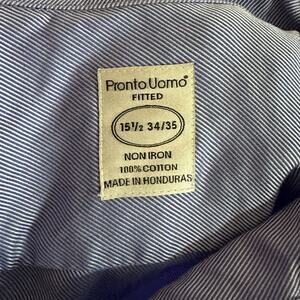 Pronto Uomo®
FITTED
15½ 34/35
NON IRON
100% COTTON
MADE IN HONDURAS